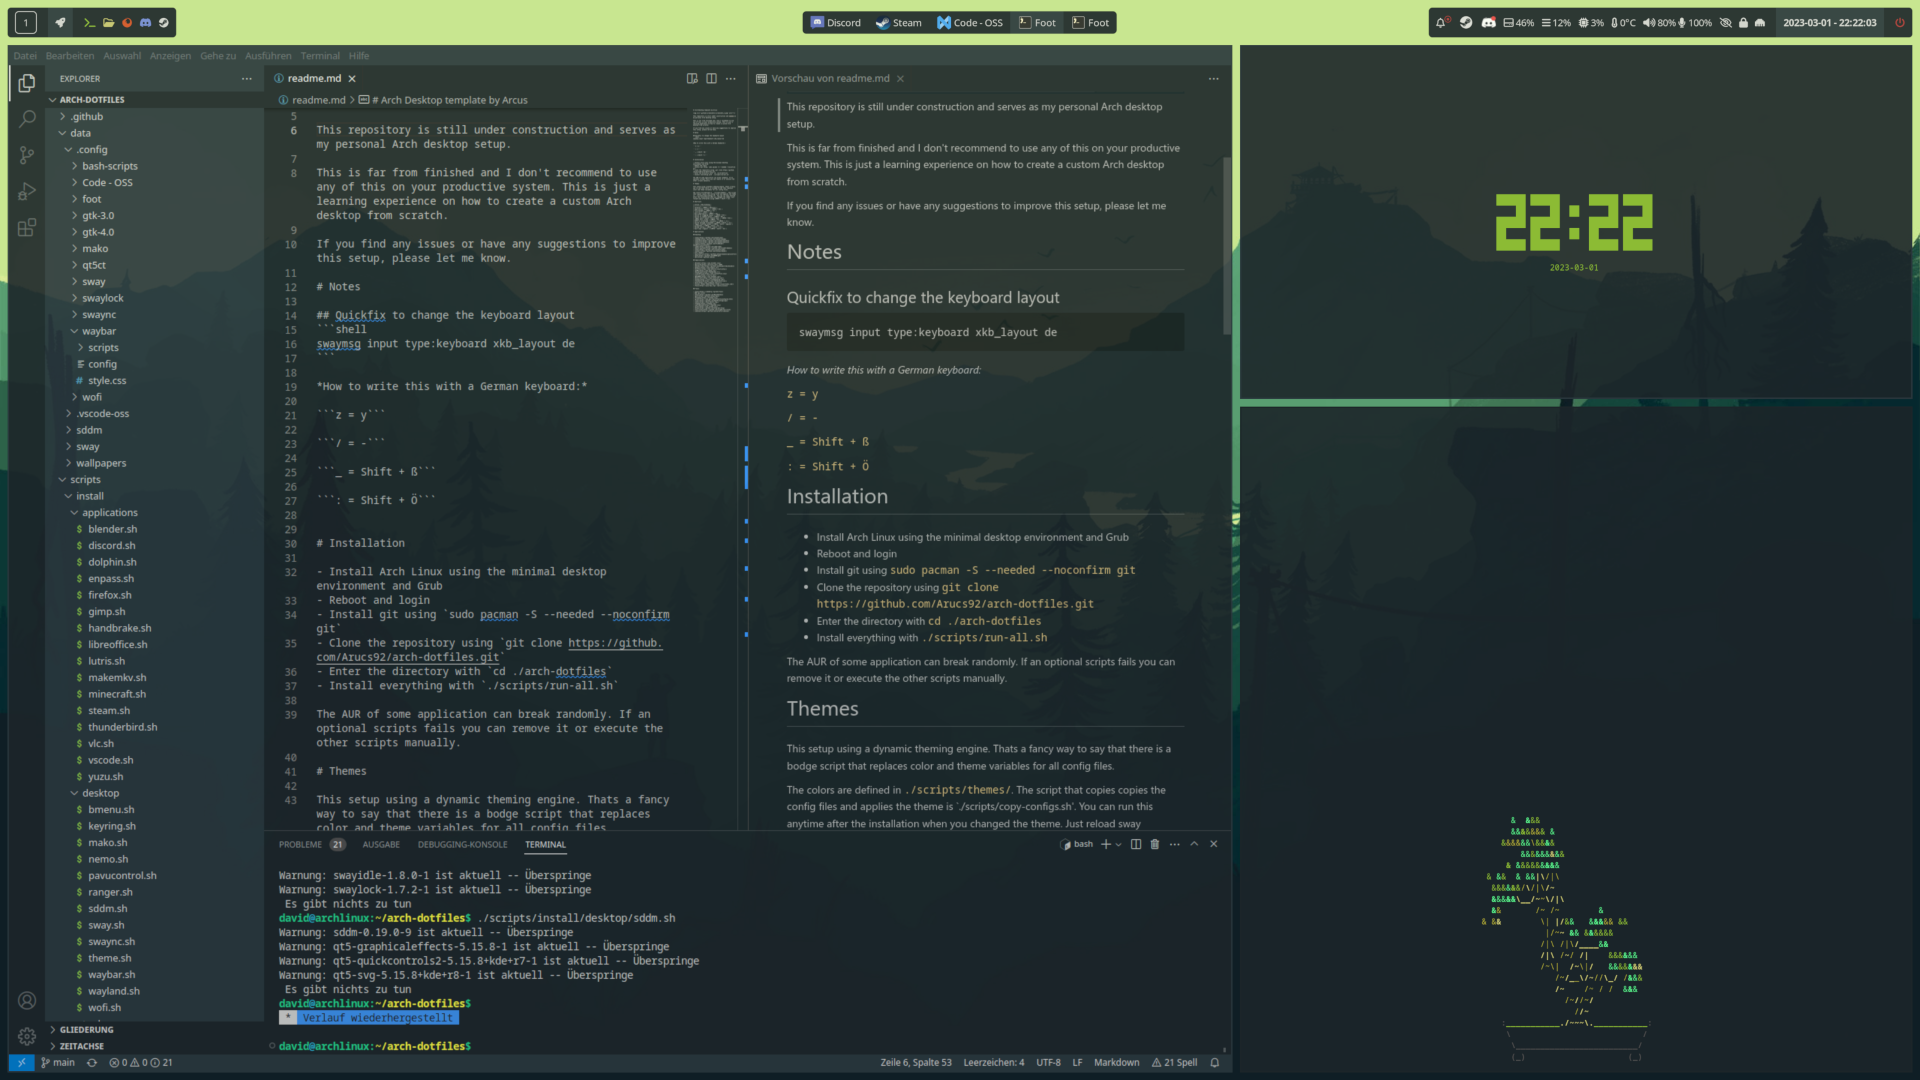 1
Discord
Steam
Code - OSS
Foot
Foot
46%
12%
3%
0°C
80%
100%
2023-03-01 - 22:22:03
Datei Bearbeiten Auswahl Anzeigen Gehe zu Ausführen Terminal Hilfe
EXPLORER
ARCH-DOTFILES
.github
data
.config
bash-scripts
Code - OSS
foot
gtk-3.0
gtk-4.0
mako
qt5ct
sway
swaylock
swaync
waybar
scripts
config
# style.css
wofi
.vscode-oss
sddm
sway
wallpapers
scripts
install
applications
$ blender.sh
$ discord.sh
$ dolphin.sh
$ enpass.sh
$ firefox.sh
$ gimp.sh
$ handbrake.sh
$ libreoffice.sh
$ lutris.sh
$ makemkv.sh
$ minecraft.sh
$ steam.sh
$ thunderbird.sh
$ vlc.sh
$ vscode.sh
$ yuzu.sh
desktop
$ bmenu.sh
$ keyring.sh
$ mako.sh
$ nemo.sh
$ pavucontrol.sh
$ ranger.sh
$ sddm.sh
$ sway.sh
$ swaync.sh
$ theme.sh
$ waybar.sh
$ wayland.sh
$ wofi.sh
GLIEDERUNG
ZEITACHSE
readme.md
readme.md > # Arch Desktop template by Arcus
5
6 This repository is still under construction and serves as
my personal Arch desktop setup.
7
8 This is far from finished and I don't recommend to use
any of this on your productive system. This is just a
learning experience on how to create a custom Arch
desktop from scratch.
9
10 If you find any issues or have any suggestions to improve
this setup, please let me know.
11
12 # Notes
13
14 ## Quickfix to change the keyboard layout
15 ```shell
16 swaymsg input type:keyboard xkb_layout de
17 ```
18
19 *How to write this with a German keyboard:*
20
21 ```z = y```
22
23 ```/ = -```
24
25 ```_ = Shift + ß```
26
27 ```: = Shift + Ö```
28
29
30 # Installation
31
32 - Install Arch Linux using the minimal desktop
environment and Grub
33 - Reboot and login
34 - Install git using `sudo pacman -S --needed --noconfirm
git`
35 - Clone the repository using `git clone https://github.
com/Arucs92/arch-dotfiles.git`
36 - Enter the directory with `cd ./arch-dotfiles`
37 - Install everything with `./scripts/run-all.sh`
38
39 The AUR of some application can break randomly. If an
optional scripts fails you can remove it or execute the
other scripts manually.
40
41 # Themes
42
43 This setup using a dynamic theming engine. Thats a fancy
way to say that there is a bodge script that replaces
color and theme variables for all config files
Vorschau von readme.md
This repository is still under construction and serves as my personal Arch desktop
setup.
This is far from finished and I don't recommend to use any of this on your productive
system. This is just a learning experience on how to create a custom Arch desktop
from scratch.
If you find any issues or have any suggestions to improve this setup, please let me
know.
Notes
Quickfix to change the keyboard layout
swaymsg input type:keyboard xkb_layout de
How to write this with a German keyboard:
z = y
/ = -
_ = Shift + ß
: = Shift + Ö
Installation
• Install Arch Linux using the minimal desktop environment and Grub
• Reboot and login
• Install git using sudo pacman -S --needed --noconfirm git
• Clone the repository using git clone
https://github.com/Arucs92/arch-dotfiles.git
• Enter the directory with cd ./arch-dotfiles
• Install everything with ./scripts/run-all.sh
The AUR of some application can break randomly. If an optional scripts fails you can
remove it or execute the other scripts manually.
Themes
This setup using a dynamic theming engine. Thats a fancy way to say that there is a
bodge script that replaces color and theme variables for all config files.
The colors are defined in ./scripts/themes/. The script that copies copies the
config files and applies the theme is `./scripts/copy-configs.sh'. You can run this
anytime after the installation when you changed the theme. Just reload sway
PROBLEME 21 AUSGABE DEBUGGING-KONSOLE TERMINAL
bash
Warnung: swayidle-1.8.0-1 ist aktuell -- Überspringe
Warnung: swaylock-1.7.2-1 ist aktuell -- Überspringe
Es gibt nichts zu tun
david@archlinux:~/arch-dotfiles$ ./scripts/install/desktop/sddm.sh
Warnung: sddm-0.19.0-9 ist aktuell -- Überspringe
Warnung: qt5-graphicaleffects-5.15.8-1 ist aktuell -- Überspringe
Warnung: qt5-quickcontrols2-5.15.8+kde+r7-1 ist aktuell -- Überspringe
Warnung: qt5-svg-5.15.8+kde+r8-1 ist aktuell -- Überspringe
Es gibt nichts zu tun
david@archlinux:~/arch-dotfiles$
* Verlauf wiederhergestellt
david@archlinux:~/arch-dotfiles$
main
0 0 21
Zeile 6, Spalte 53
Leerzeichen: 4
UTF-8
LF
Markdown
21 Spell
22:22
2023-03-01